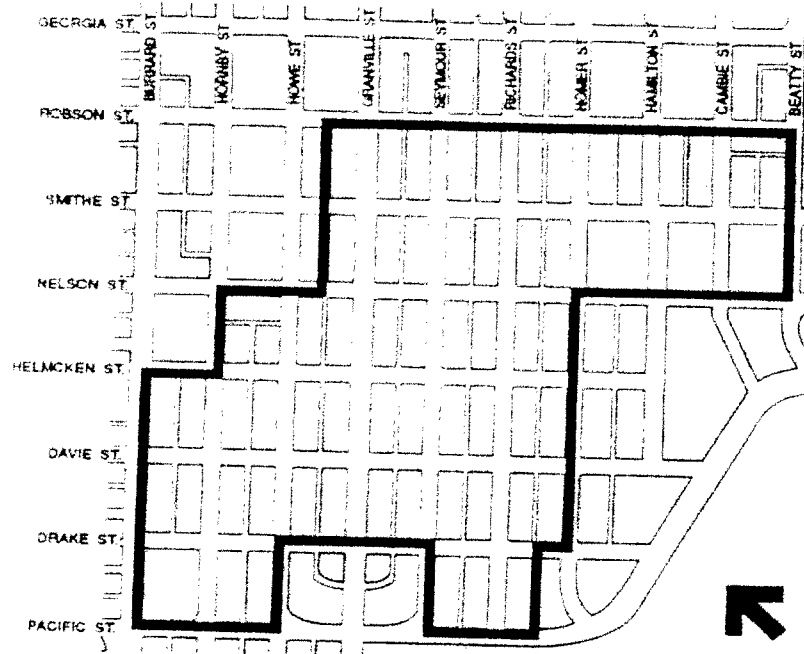 GEORGIA ST.
BURRARD ST
HORNBY ST
HOWE ST
GRANVILLE ST
SEYMOUR ST
RICHARDS ST
HOMER ST
HAMILTON ST
CAMBIE ST
BEATTY ST
ROBSON ST.
SMITHE ST.
NELSON ST.
HELMCKEN ST.
DAVIE ST.
DRAKE ST.
PACIFIC ST.